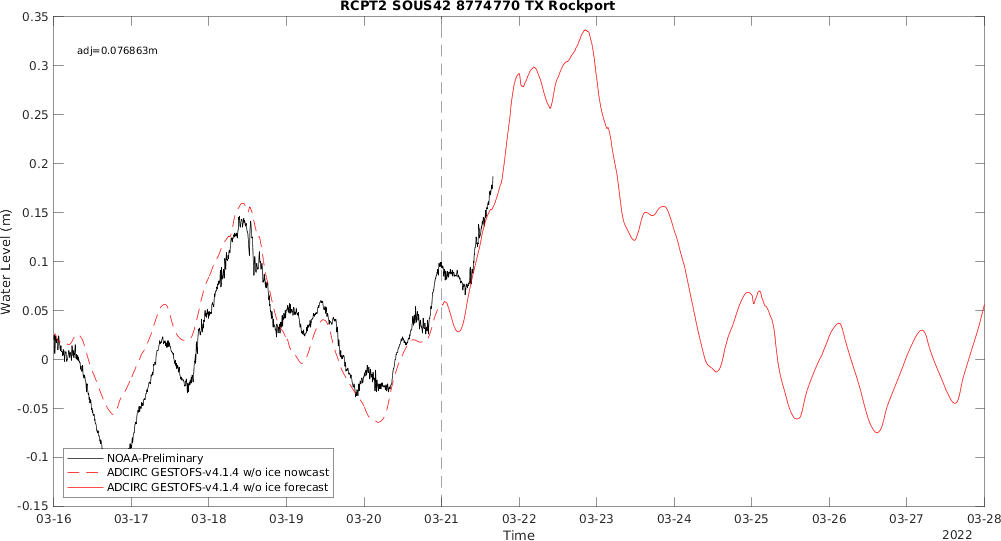 RCPT2 SOUS42 8774770 TX Rockport
adj=0.076863m
Water Level (m)
0.35
0.3
0.25
0.2
0.15
0.1
0.05
0
-0.05
-0.1
-0.15
NOAA-Preliminary
ADCIRC GESTOFS-v4.1.4 w/o ice nowcast
ADCIRC GESTOFS-v4.1.4 w/o ice forecast
03-16 03-17 03-18 03-19 03-20 03-21 03-22 03-23 03-24 03-25 03-26 03-27 03-28
Time
2022